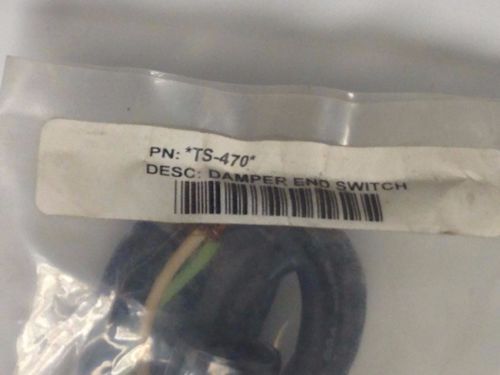 PN: *TS-470*
DESC: DAMPER END SWITCH